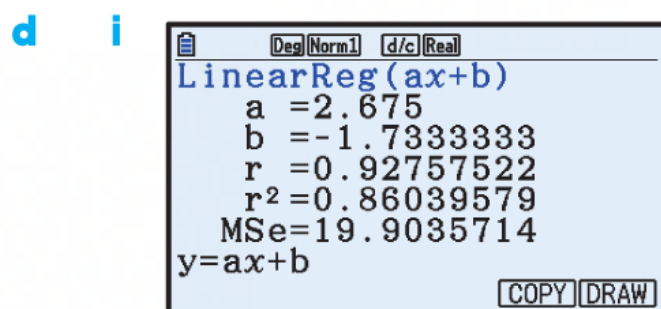 d i
Deg Norm1 d/c Real
LinearReg(ax+b)
a =2.675
b =-1.7333333
r =0.92757522
r²=0.86039579
MSe=19.9035714
y=ax+b
COPY DRAW